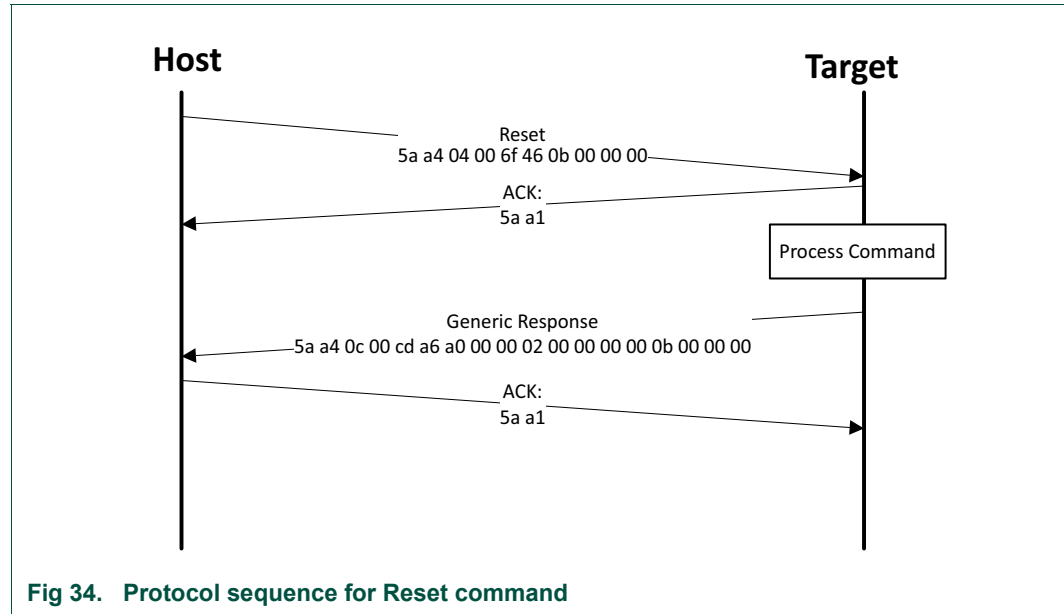 Host
Target
Reset
5a a4 04 00 6f 46 0b 00 00 00
ACK:
5a a1
Process Command
Generic Response
5a a4 0c 00 cd a6 a0 00 00 02 00 00 00 00 0b 00 00 00
ACK:
5a a1
Fig 34. Protocol sequence for Reset command